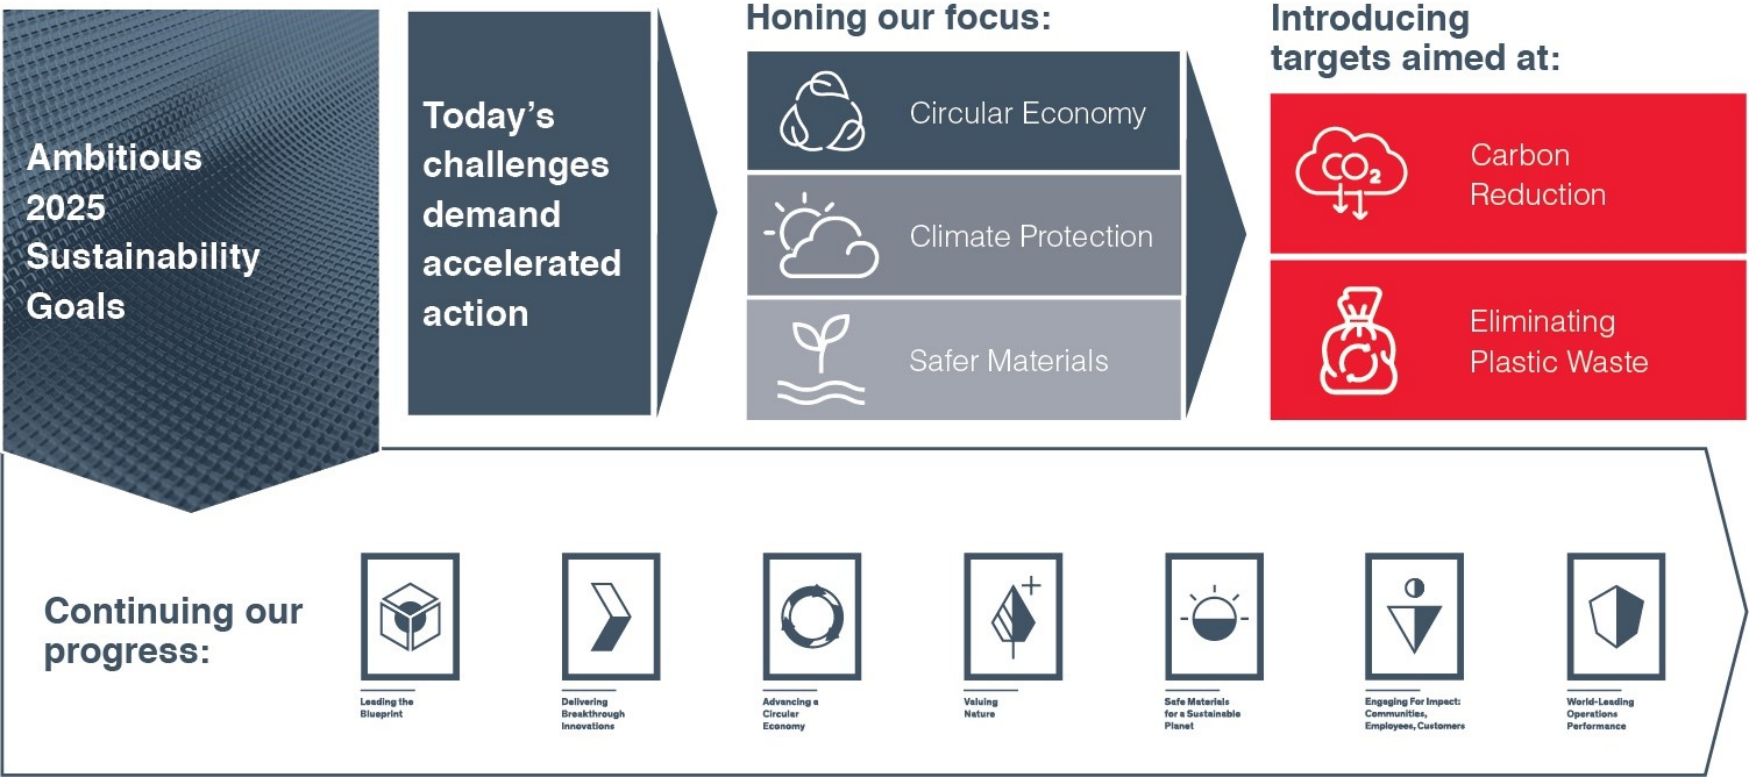 Ambitious
2025
Sustainability
Goals
Today's
challenges
demand
accelerated
action
Honing our focus:
Circular Economy
Climate Protection
Safer Materials
Introducing
targets aimed at:
CO2
Carbon
Reduction
Eliminating
Plastic Waste
Continuing our
progress:
Leading the
Blueprint
Delivering
Breakthrough
Innovations
Advancing a
Circular
Economy
Valuing
Nature
Safe Materials
for a Sustainable
Planet
Engaging For Impact:
Communities,
Employees, Customers
World-Leading
Operations
Performance